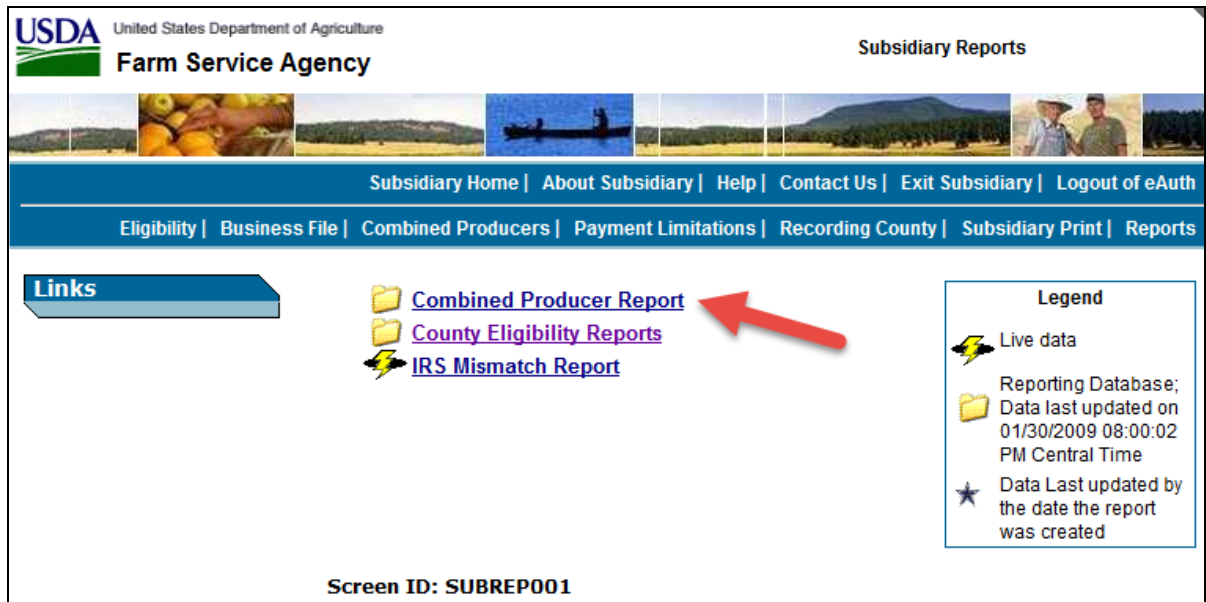 USDA United States Department of Agriculture
Farm Service Agency
Subsidiary Reports
Subsidiary Home | About Subsidiary | Help | Contact Us | Exit Subsidiary | Logout of eAuth
Eligibility | Business File | Combined Producers | Payment Limitations | Recording County | Subsidiary Print | Reports
Links
Combined Producer Report
County Eligibility Reports
IRS Mismatch Report
Legend
Live data
Reporting Database;
Data last updated on
01/30/2009 08:00:02
PM Central Time
Data Last updated by
the date the report
was created
Screen ID: SUBREP001